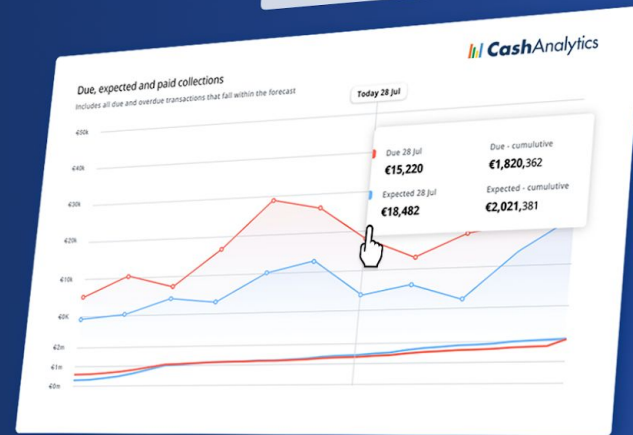 CashAnalytics
Due, expected and paid collections
Includes all due and overdue transactions that fall within the forecast
Today 28 Jul
€50k
€40k
€30k
€20k
€10k
€0K
€2m
€1m
€0m
Due 28 Jul
€15,220
Due - cumulutive
€1,820,362
Expected 28 Jul
€18,482
Expected - cumulutive
€2,021,381